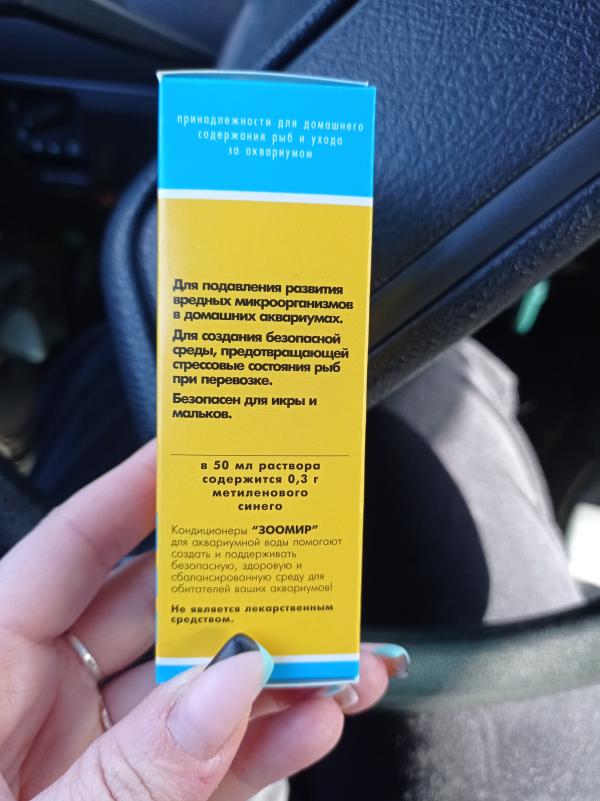 принадлежности для домашнего
содержания рыб и ухода
за аквариумом
Для подавления развития
вредных микроорганизмов
в домашних аквариумах.
Для создания безопасной
среды, предотвращающей
стрессовые состояния рыб
при перевозке.
Безопасен для икры и
мальков.
в 50 мл раствора
содержится 0,3 г
метиленового
синего
Кондиционеры "ЗООМИР"
для аквариумной воды помогают
создать и поддерживать
безопасную, здоровую и
сбалансированную среду для
обитателей ваших аквариумов!
Не является лекарственным
средством.